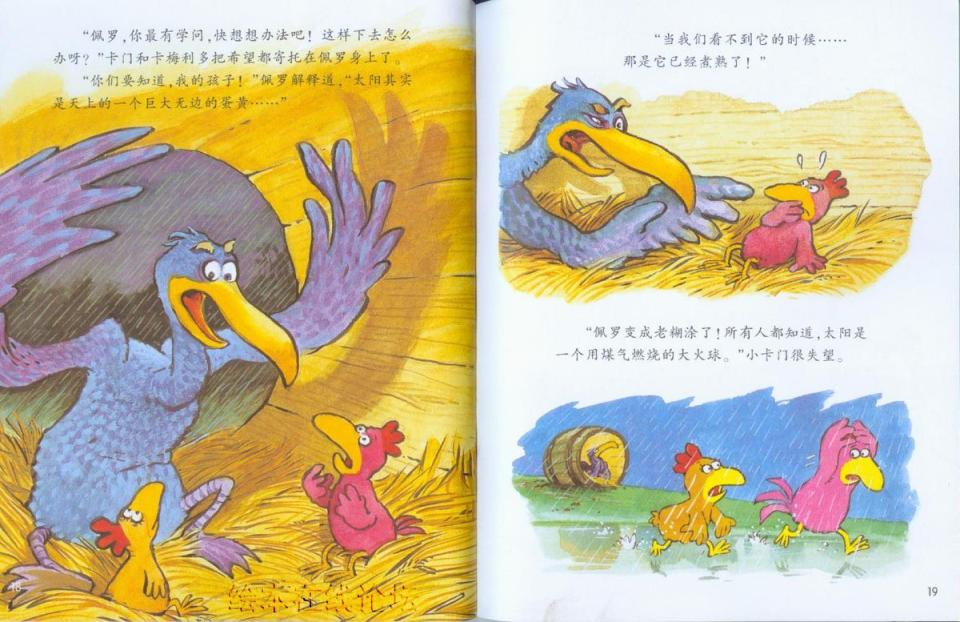 “佩罗，你最有学问，快想想办法吧！这样下去怎么
办呀？”卡门和卡梅利多把希望都寄托在佩罗身上了。
“你们要知道，我的孩子！”佩罗解释道，“太阳其实
是天上的一个巨大无边的蛋黄……”
18
绘本在线论坛
“当我们看不到它的时候……
那是它已经煮熟了！”
“佩罗变成老糊涂了！所有人都知道，太阳是
一个用煤气燃烧的大火球。”小卡门很失望。
19